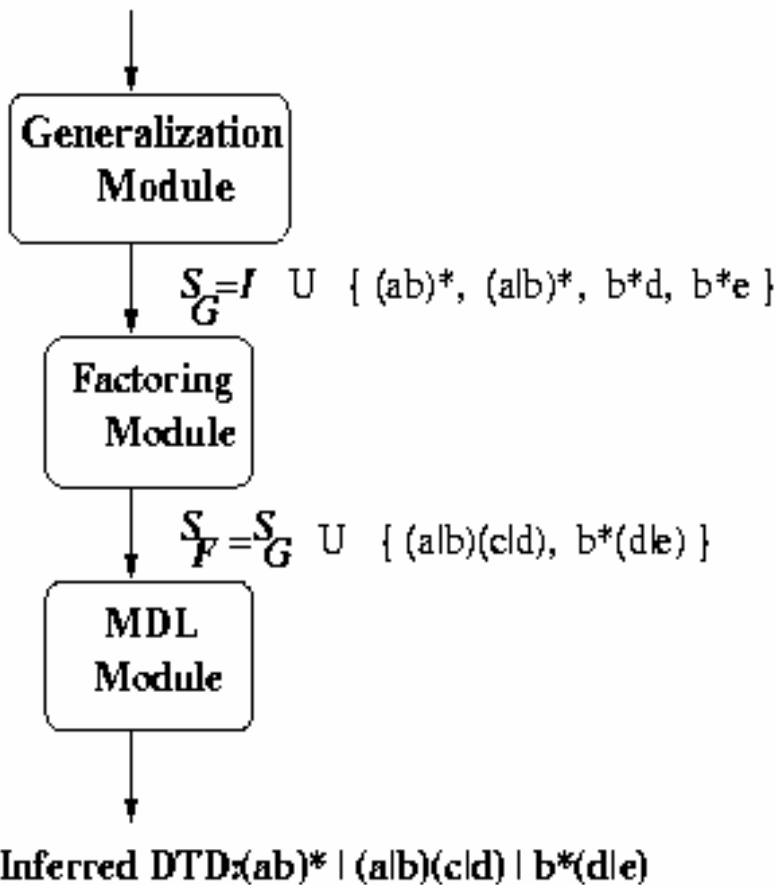 Generalization
Module
S_G=I U { (ab)*, (a|b)*, b*d, b*e }
Factoring
Module
S_F=S_G U { (a|b)(c|d), b*(d|e) }
MDL
Module
Inferred DTD:(ab)* | (a|b)(c|d) | b*(d|e)